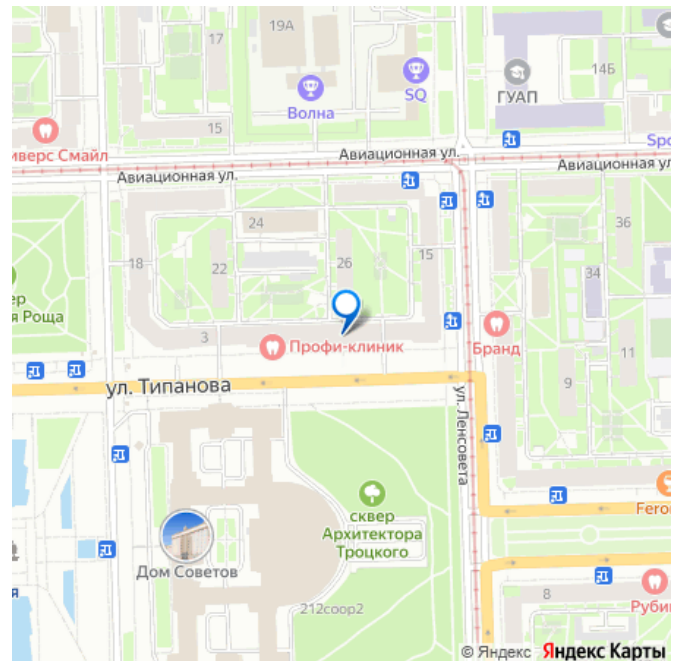 19А
17
14Б
ГУАП
SQ
Волна
15
иверс Смайл
Spo
Авиационная ул.
Авиационная ул
Авиационная ул.
24
36
15
26
22
18
34
ер
я Роща
3
Профи-клиник
Бранд
11
9
ул. Типанова
ул. Ленсовета
сквер
Архитектора
Троцкого
Fero
Дом Советов
я
8
212соор2
Руби
© Яндекс Яндекс Карты